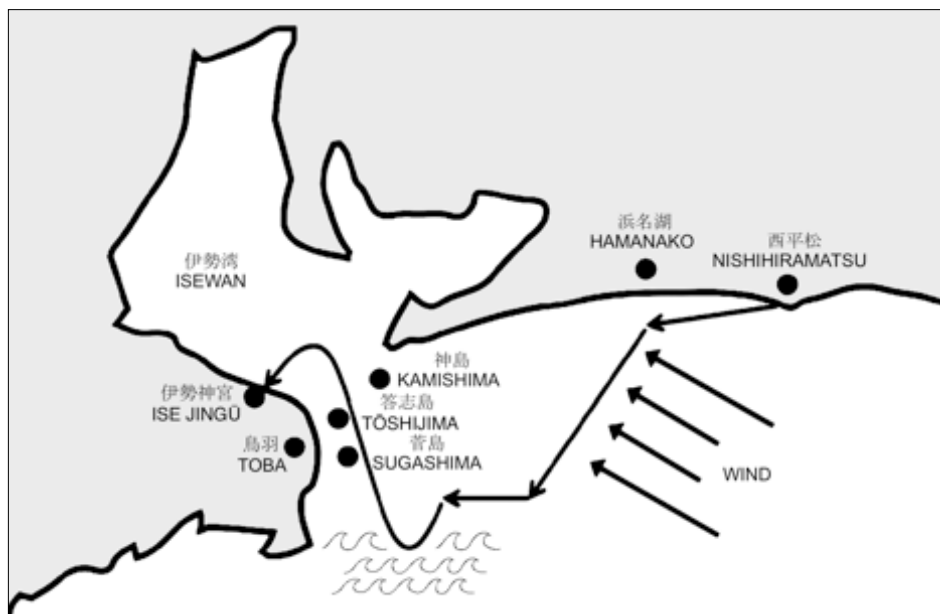 浜名湖
HAMANAKO
西平松
NISHIHIRAMATSU
伊勢湾
ISEWAN
神島
KAMISHIMA
伊勢神宮
ISE JINGŪ
答志島
TŌSHIJIMA
鳥羽
TOBA
菅島
SUGASHIMA
WIND